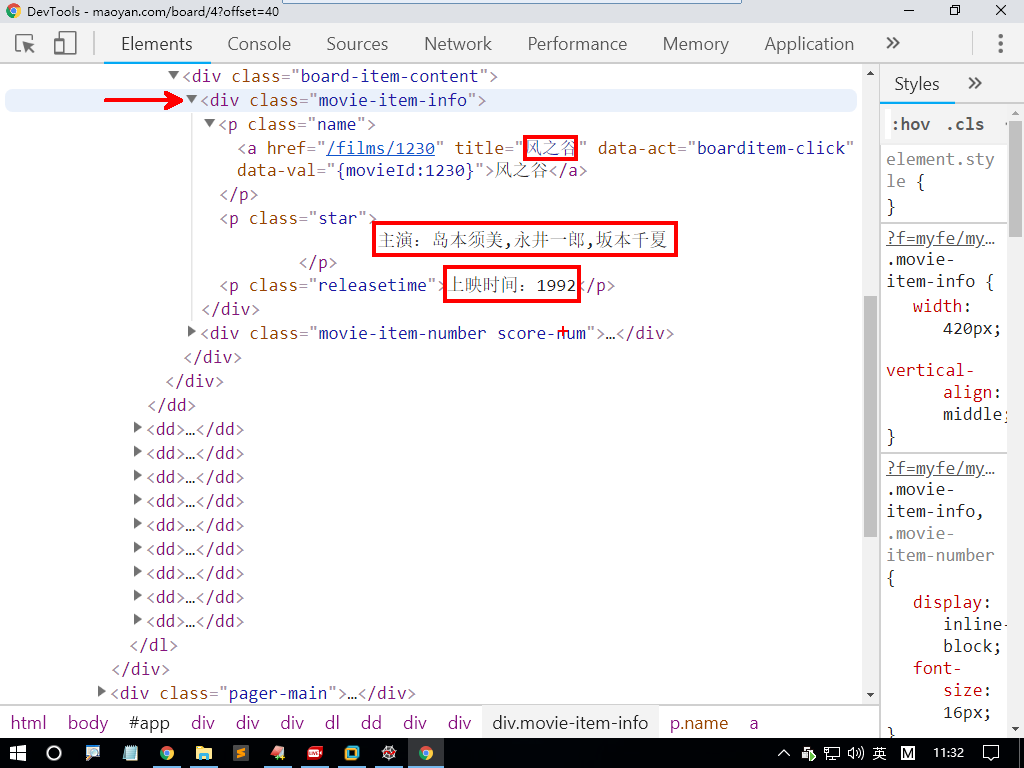 DevTools - maoyan.com/board/4?offset=40
Elements Console Sources Network Performance Memory Application »
<div class="board-item-content">
<div class="movie-item-info">
<p class="name">
<a href="/films/1230" title="风之谷" data-act="boarditem-click"
data-val="{movieId:1230}">风之谷</a>
</p>
<p class="star">
主演：岛本须美,永井一郎,坂本千夏
</p>
<p class="releasetime">上映时间：1992</p>
</div>
<div class="movie-item-number score-num">…</div>
</div>
</div>
</dd>
<dd>…</dd>
<dd>…</dd>
<dd>…</dd>
<dd>…</dd>
<dd>…</dd>
<dd>…</dd>
<dd>…</dd>
<dd>…</dd>
<dd>…</dd>
</dl>
</div>
<div class="pager-main">…</div>
html body #app div div div dl dd div div div.movie-item-info p.name a
Styles »
:hov .cls
element.sty
le {
}
?f=myfe/my…
.movie-
item-info {
width:
420px;
vertical-
align:
middle;
}
?f=myfe/my…
.movie-
item-info,
.movie-
item-number
{
display:
inline-
block;
font-
size:
16px;
}
英 M 11:32